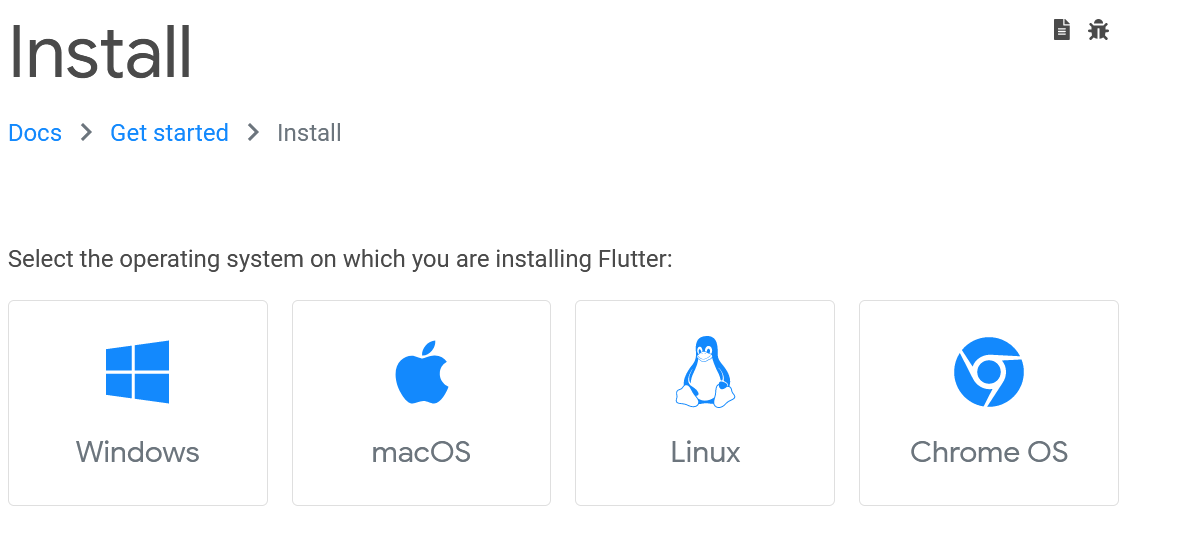 Install
Docs > Get started > Install
Select the operating system on which you are installing Flutter:
Windows macOS Linux Chrome OS